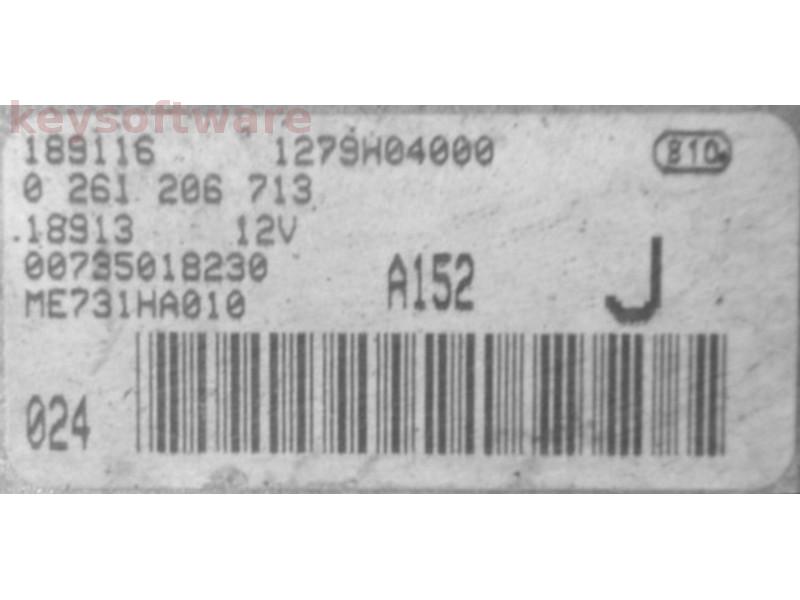 keysoftware
189116 1279H04000 B10
0 261 206 713
.18913 12V
00735018230
ME731HA010
A152
J
024